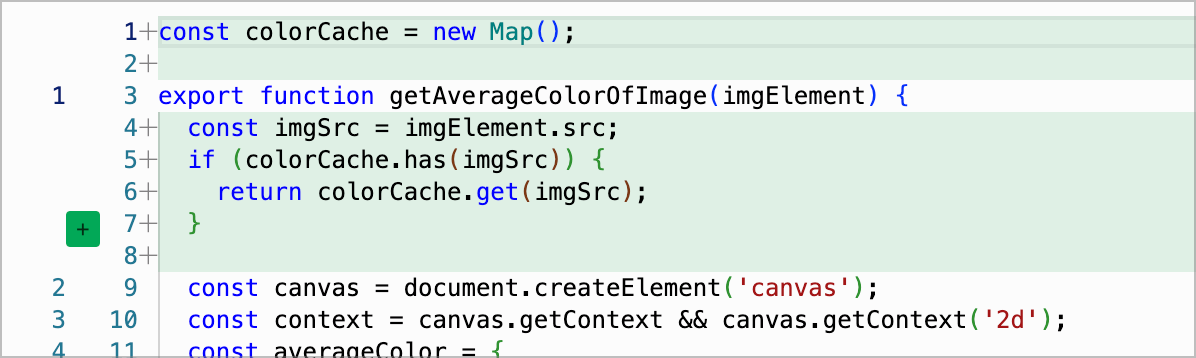 1+const colorCache = new Map();
2+
1 3 export function getAverageColorOfImage(imgElement) {
4+  const imgSrc = imgElement.src;
5+  if (colorCache.has(imgSrc)) {
6+    return colorCache.get(imgSrc);
+ 7+  }
8+
2 9   const canvas = document.createElement('canvas');
3 10   const context = canvas.getContext && canvas.getContext('2d');
4 11   const averageColor = {